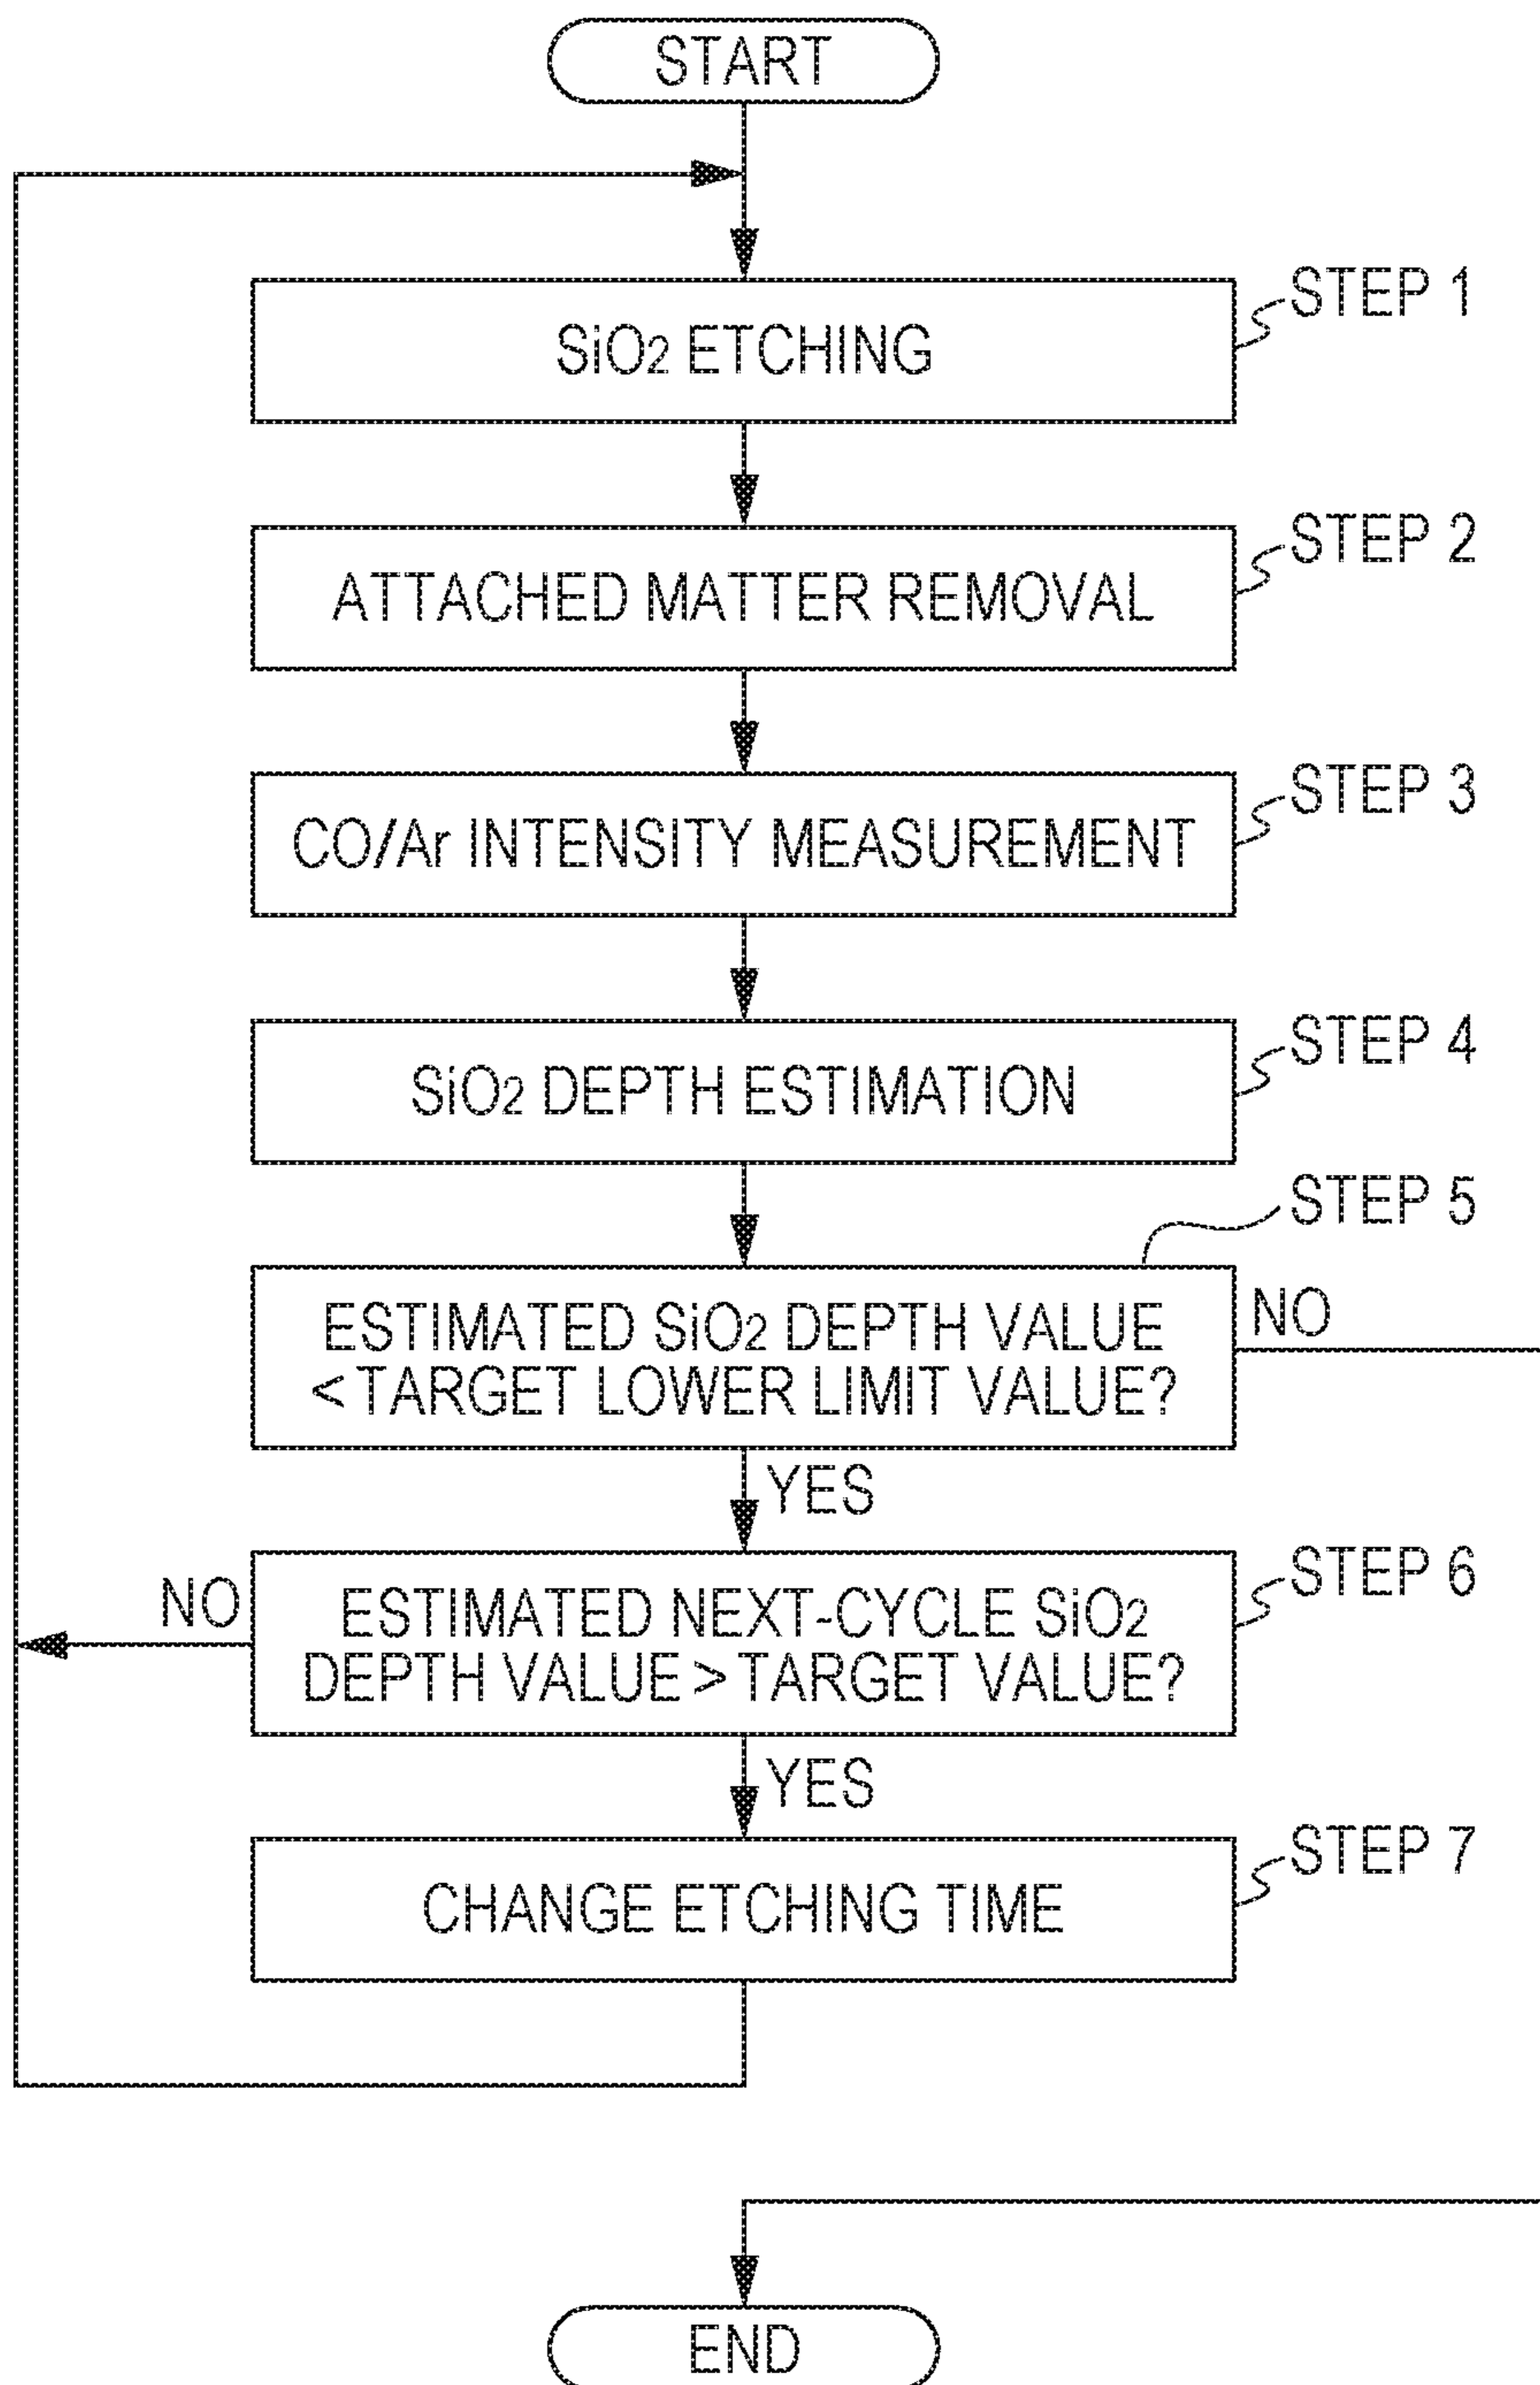 START
STEP 1
SiO2 ETCHING
STEP 2
ATTACHED MATTER REMOVAL
STEP 3
CO/Ar INTENSITY MEASUREMENT
STEP 4
SiO2 DEPTH ESTIMATION
STEP 5
ESTIMATED SiO2 DEPTH VALUE
< TARGET LOWER LIMIT VALUE?
NO
YES
STEP 6
NO
ESTIMATED NEXT-CYCLE SiO2
DEPTH VALUE > TARGET VALUE?
YES
STEP 7
CHANGE ETCHING TIME
END